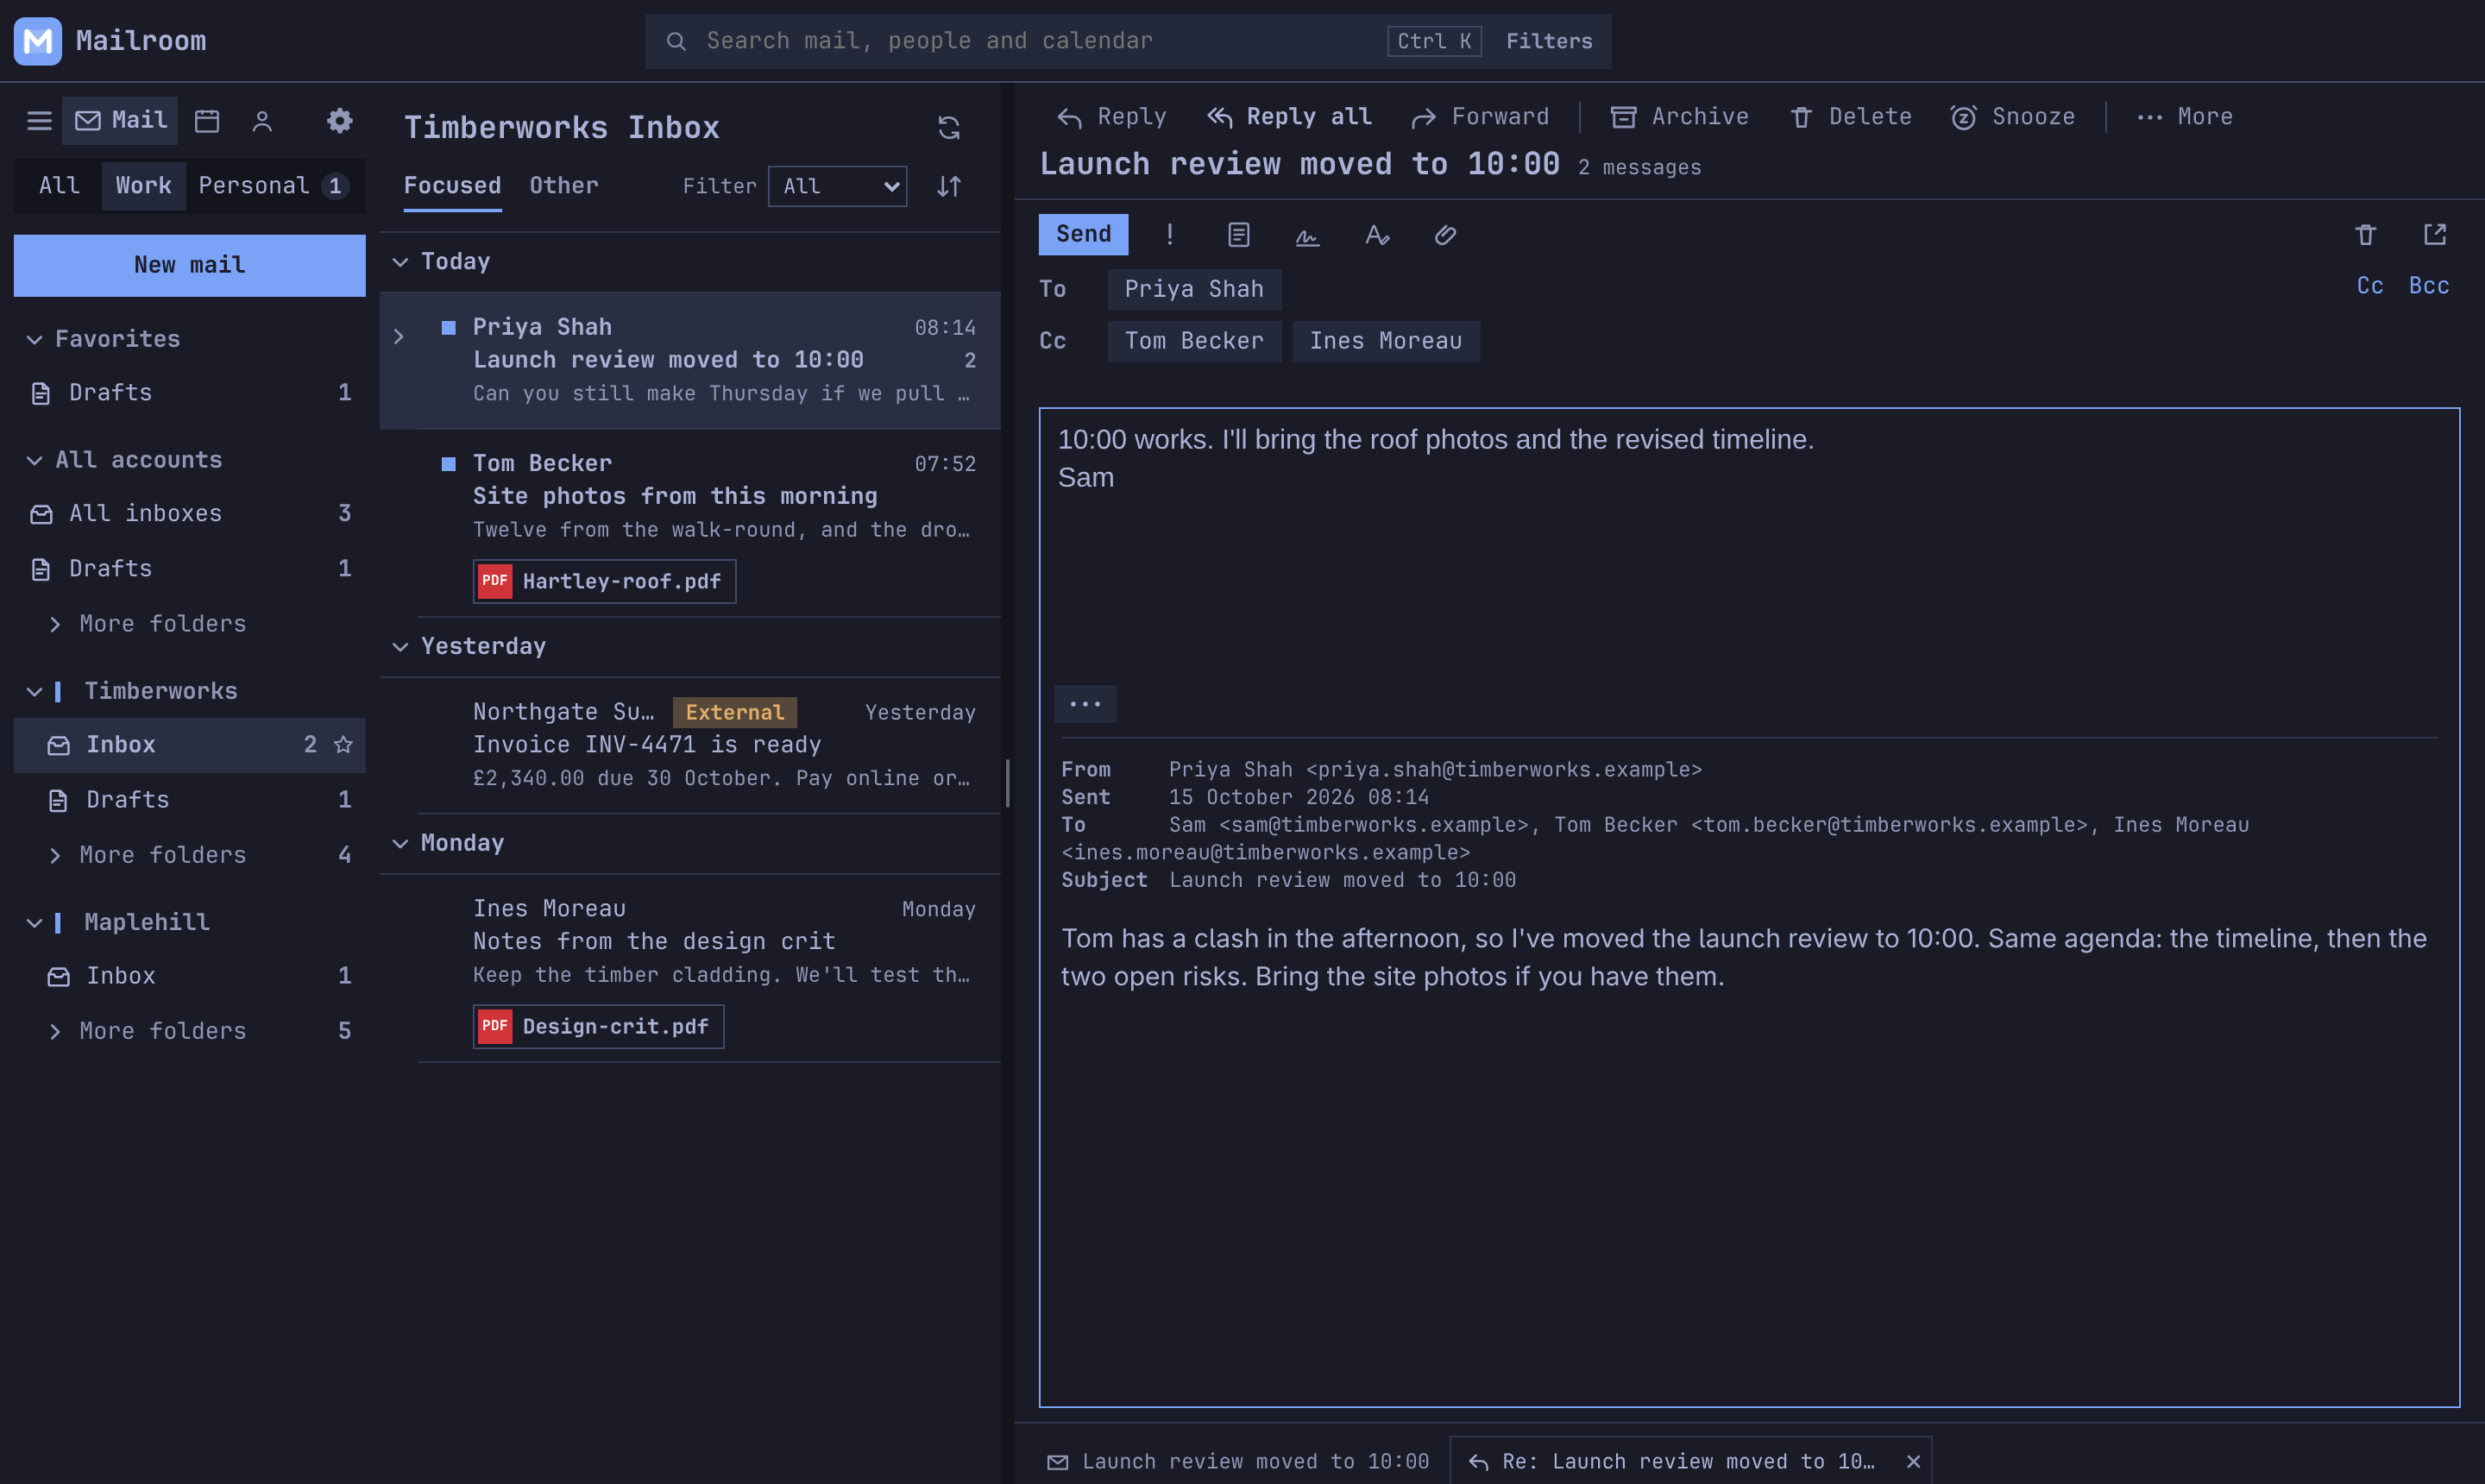 Mailroom
Search mail, people and calendar
Ctrl K
Filters
Mail
All
Work
Personal 1
New mail
Favorites
Drafts 1
All accounts
All inboxes 3
Drafts 1
More folders
Timberworks
Inbox 2
Drafts 1
More folders 4
Maplehill
Inbox 1
More folders 5
Timberworks Inbox
Focused
Other
Filter
All
Today
Priya Shah 08:14
Launch review moved to 10:00 2
Can you still make Thursday if we pull …
Tom Becker 07:52
Site photos from this morning
Twelve from the walk-round, and the dro…
PDF Hartley-roof.pdf
Yesterday
Northgate Su… External Yesterday
Invoice INV-4471 is ready
£2,340.00 due 30 October. Pay online or…
Monday
Ines Moreau Monday
Notes from the design crit
Keep the timber cladding. We'll test th…
PDF Design-crit.pdf
Reply
Reply all
Forward
Archive
Delete
Snooze
More
Launch review moved to 10:00 2 messages
Send
To Priya Shah
Cc Bcc
Cc Tom Becker Ines Moreau
10:00 works. I'll bring the roof photos and the revised timeline.
Sam
From Priya Shah <priya.shah@timberworks.example>
Sent 15 October 2026 08:14
To Sam <sam@timberworks.example>, Tom Becker <tom.becker@timberworks.example>, Ines Moreau
<ines.moreau@timberworks.example>
Subject Launch review moved to 10:00
Tom has a clash in the afternoon, so I've moved the launch review to 10:00. Same agenda: the timeline, then the
two open risks. Bring the site photos if you have them.
Launch review moved to 10:00
Re: Launch review moved to 10…